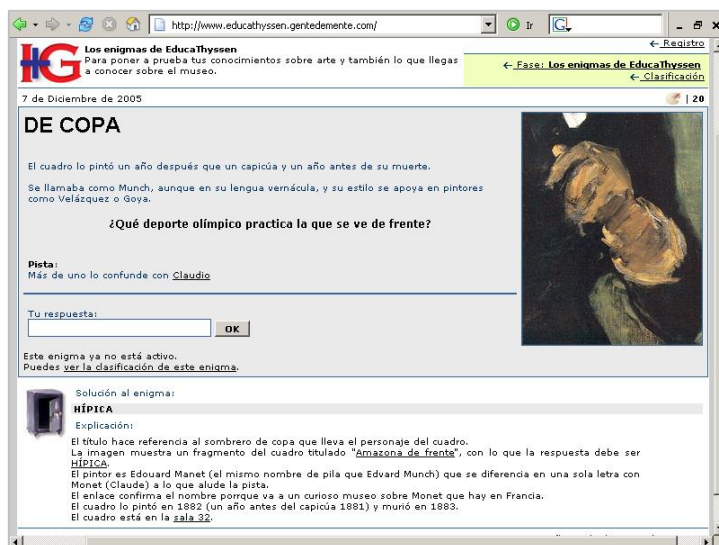 http://www.educathyssen.gentedemente.com/
Ir
G
HG
Los enigmas de EducaThyssen
Para poner a prueba tus conocimientos sobre arte y también lo que llegas
a conocer sobre el museo.
← Registro
← Fase: Los enigmas de EducaThyssen
← Clasificación
7 de Diciembre de 2005
| 20
DE COPA
El cuadro lo pintó un año después que un capicúa y un año antes de su muerte.
Se llamaba como Munch, aunque en su lengua vernácula, y su estilo se apoya en pintores
como Velázquez o Goya.
¿Qué deporte olímpico practica la que se ve de frente?
Pista:
Más de uno lo confunde con Claudio
Tu respuesta:
OK
Este enigma ya no está activo.
Puedes ver la clasificación de este enigma.
Solución al enigma:
HÍPICA
Explicación:
El título hace referencia al sombrero de copa que lleva el personaje del cuadro.
La imagen muestra un fragmento del cuadro titulado "Amazona de frente", con lo que la respuesta debe ser
HÍPICA.
El pintor es Edouard Manet (el mismo nombre de pila que Edvard Munch) que se diferencia en una sola letra con
Monet (Claude) a lo que alude la pista.
El enlace confirma el nombre porrque va a un curioso museo sobre Monet que hay en Francia.
El cuadro lo pintó en 1882 (un año antes del capicúa 1881) y murió en 1883.
El cuadro está en la sala 32.